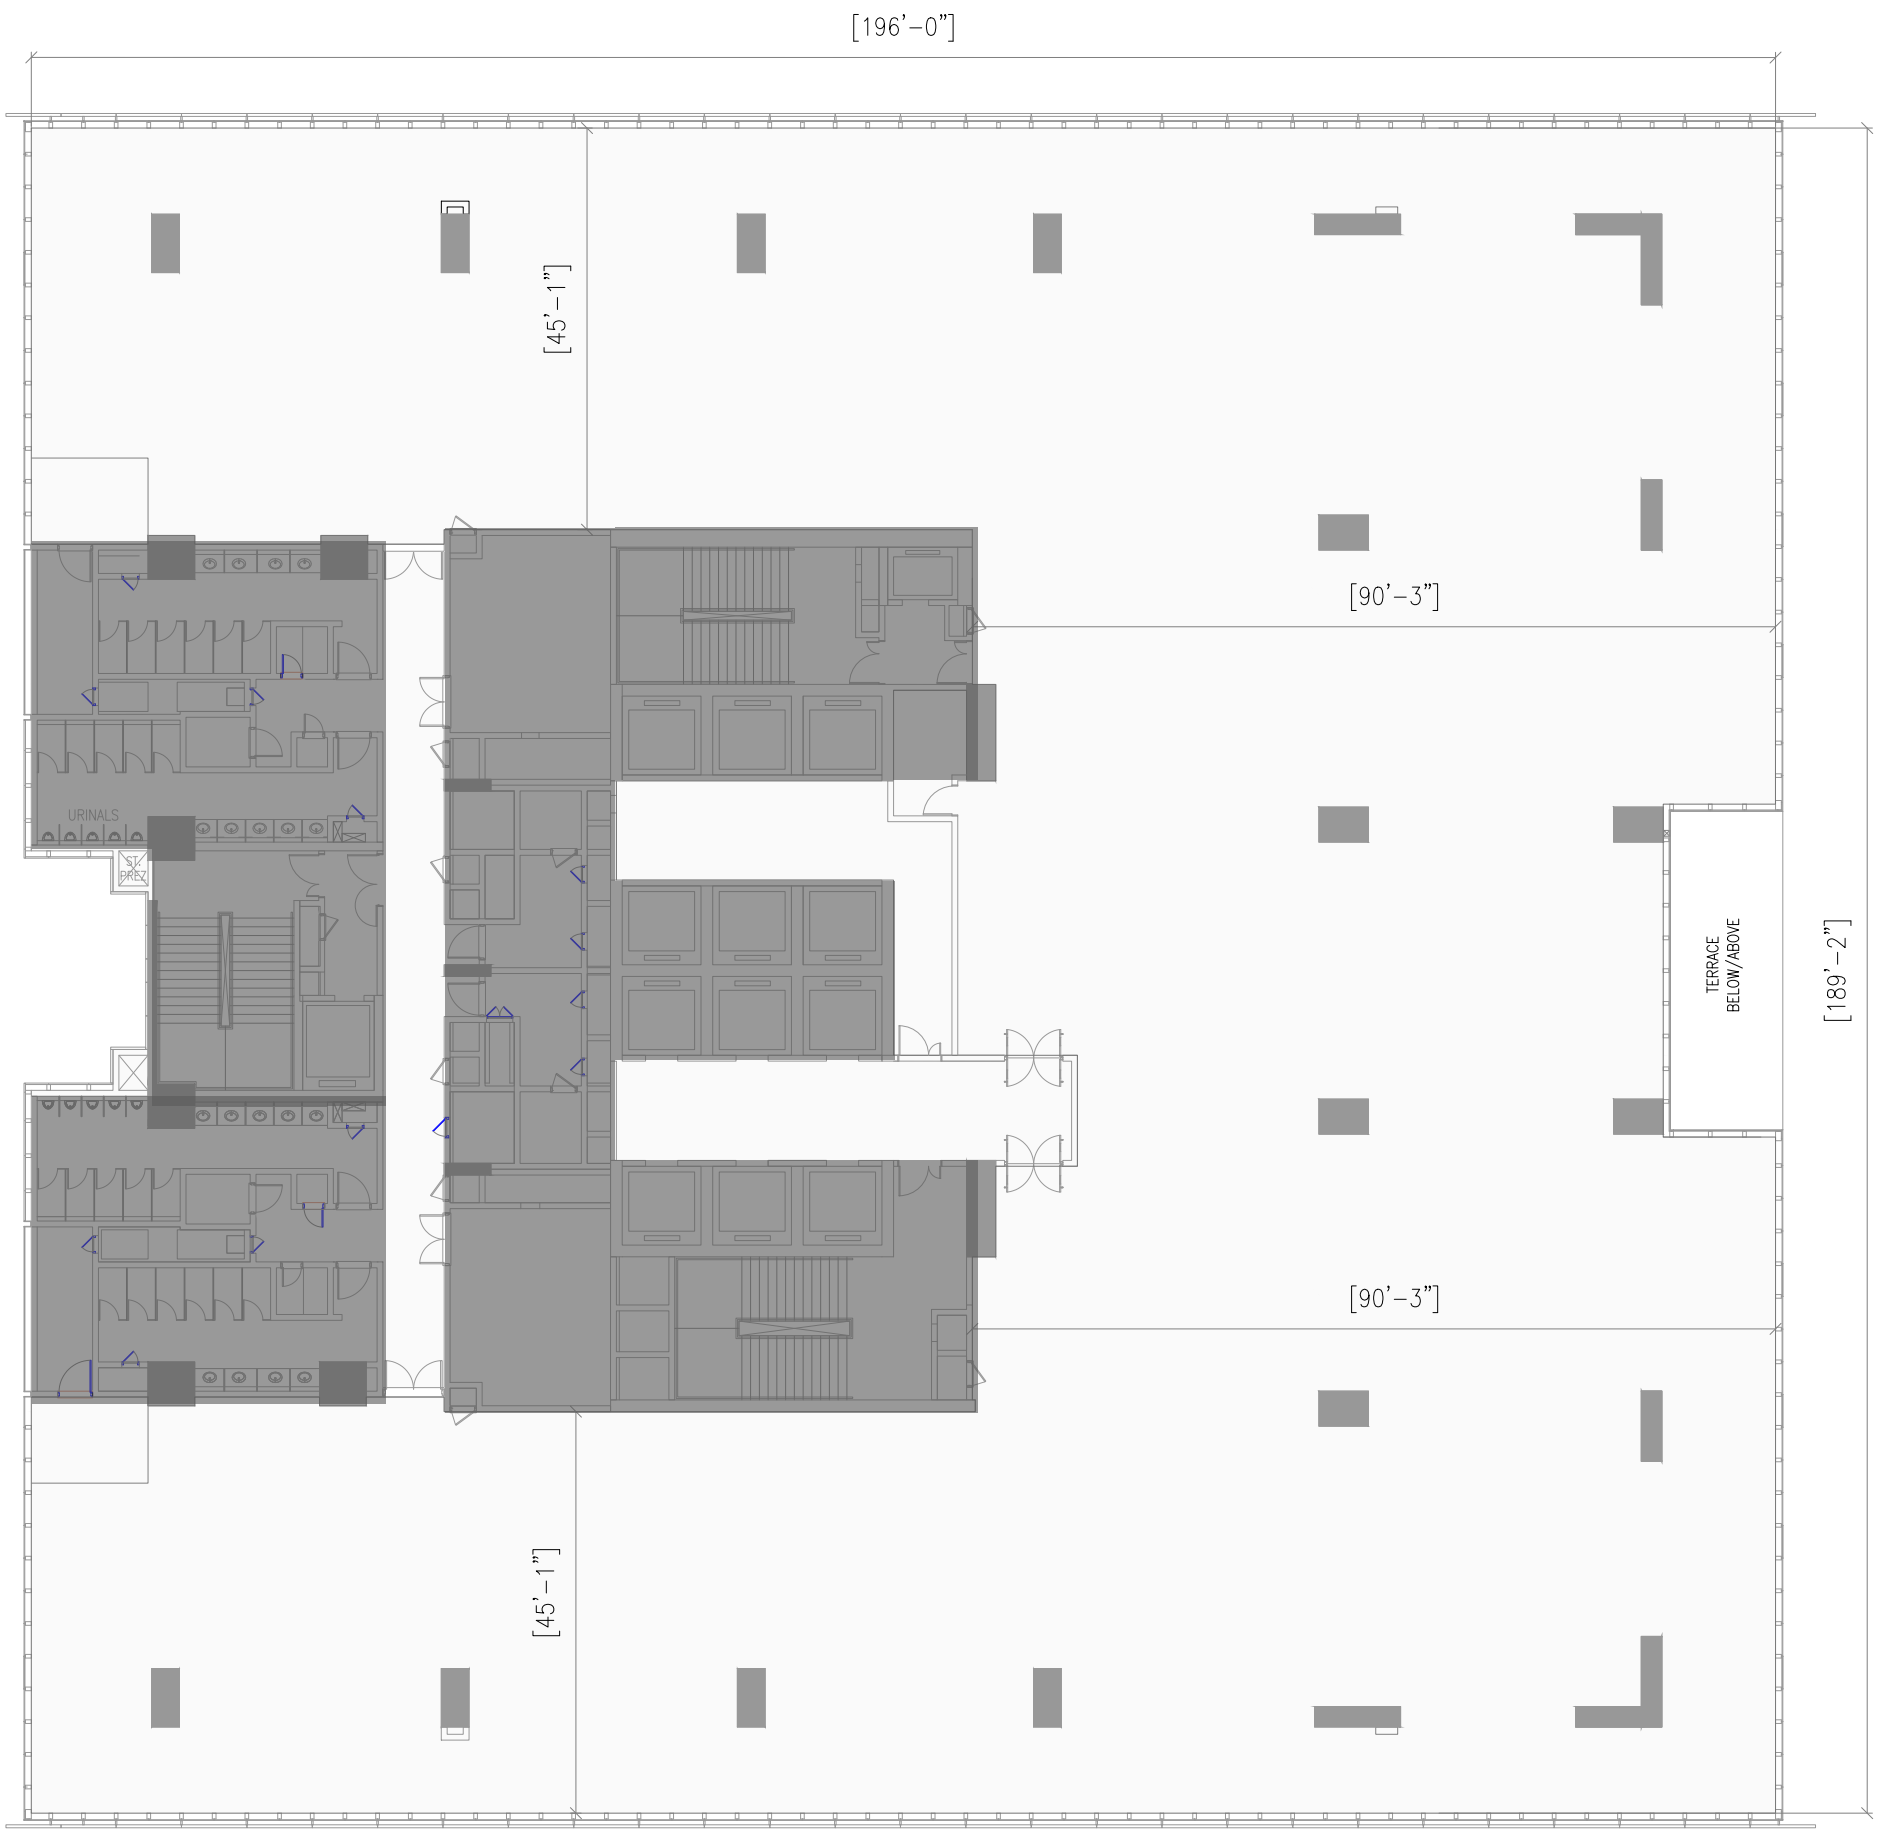 [196'-0"]
[45'-1"]
[90'-3"]
URINALS
ST.
PREZ
TERRACE
BELOW/ABOVE
[189'-2"]
[90'-3"]
[45'-1"]